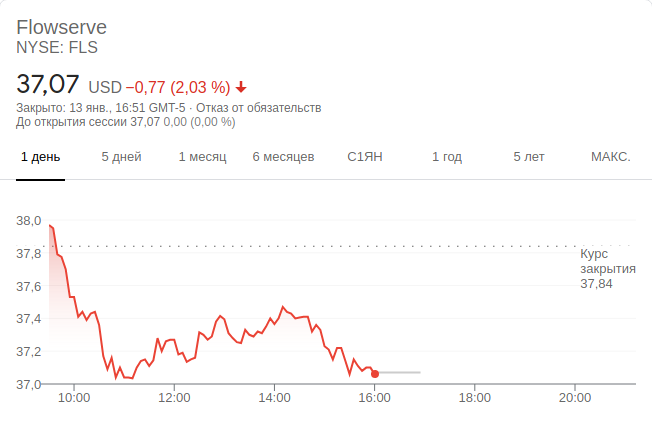 Flowserve
NYSE: FLS
37,07 USD −0,77 (2,03 %)
Закрыто: 13 янв., 16:51 GMT-5 · Отказ от обязательств
До открытия сессии 37,07 0,00 (0,00 %)
1 день 5 дней 1 месяц 6 месяцев С1ЯН 1 год 5 лет МАКС.
38,0
37,8
37,6
37,4
37,2
37,0
Курс
закрытия
37,84
10:00 12:00 14:00 16:00 18:00 20:00